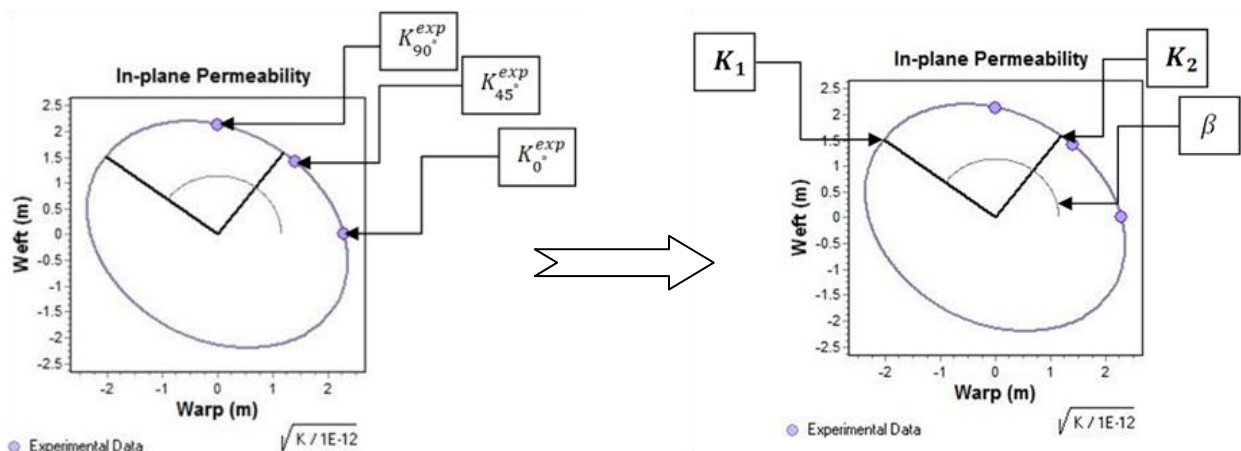 In-plane Permeability
K_{90°}^{exp}
K_{45°}^{exp}
K_{0°}^{exp}
Weft (m)
2.5
2
1.5
1
0.5
0
-0.5
-1
-1.5
-2
-2.5
-2 -1 0 1 2
Warp (m)
Experimental Data
√K / 1E-12
In-plane Permeability
K_1
K_2
β
Weft (m)
2.5
2
1.5
1
0.5
0
-0.5
-1
-1.5
-2
-2.5
-2 -1 0 1 2
Warp (m)
Experimental Data
√K / 1E-12